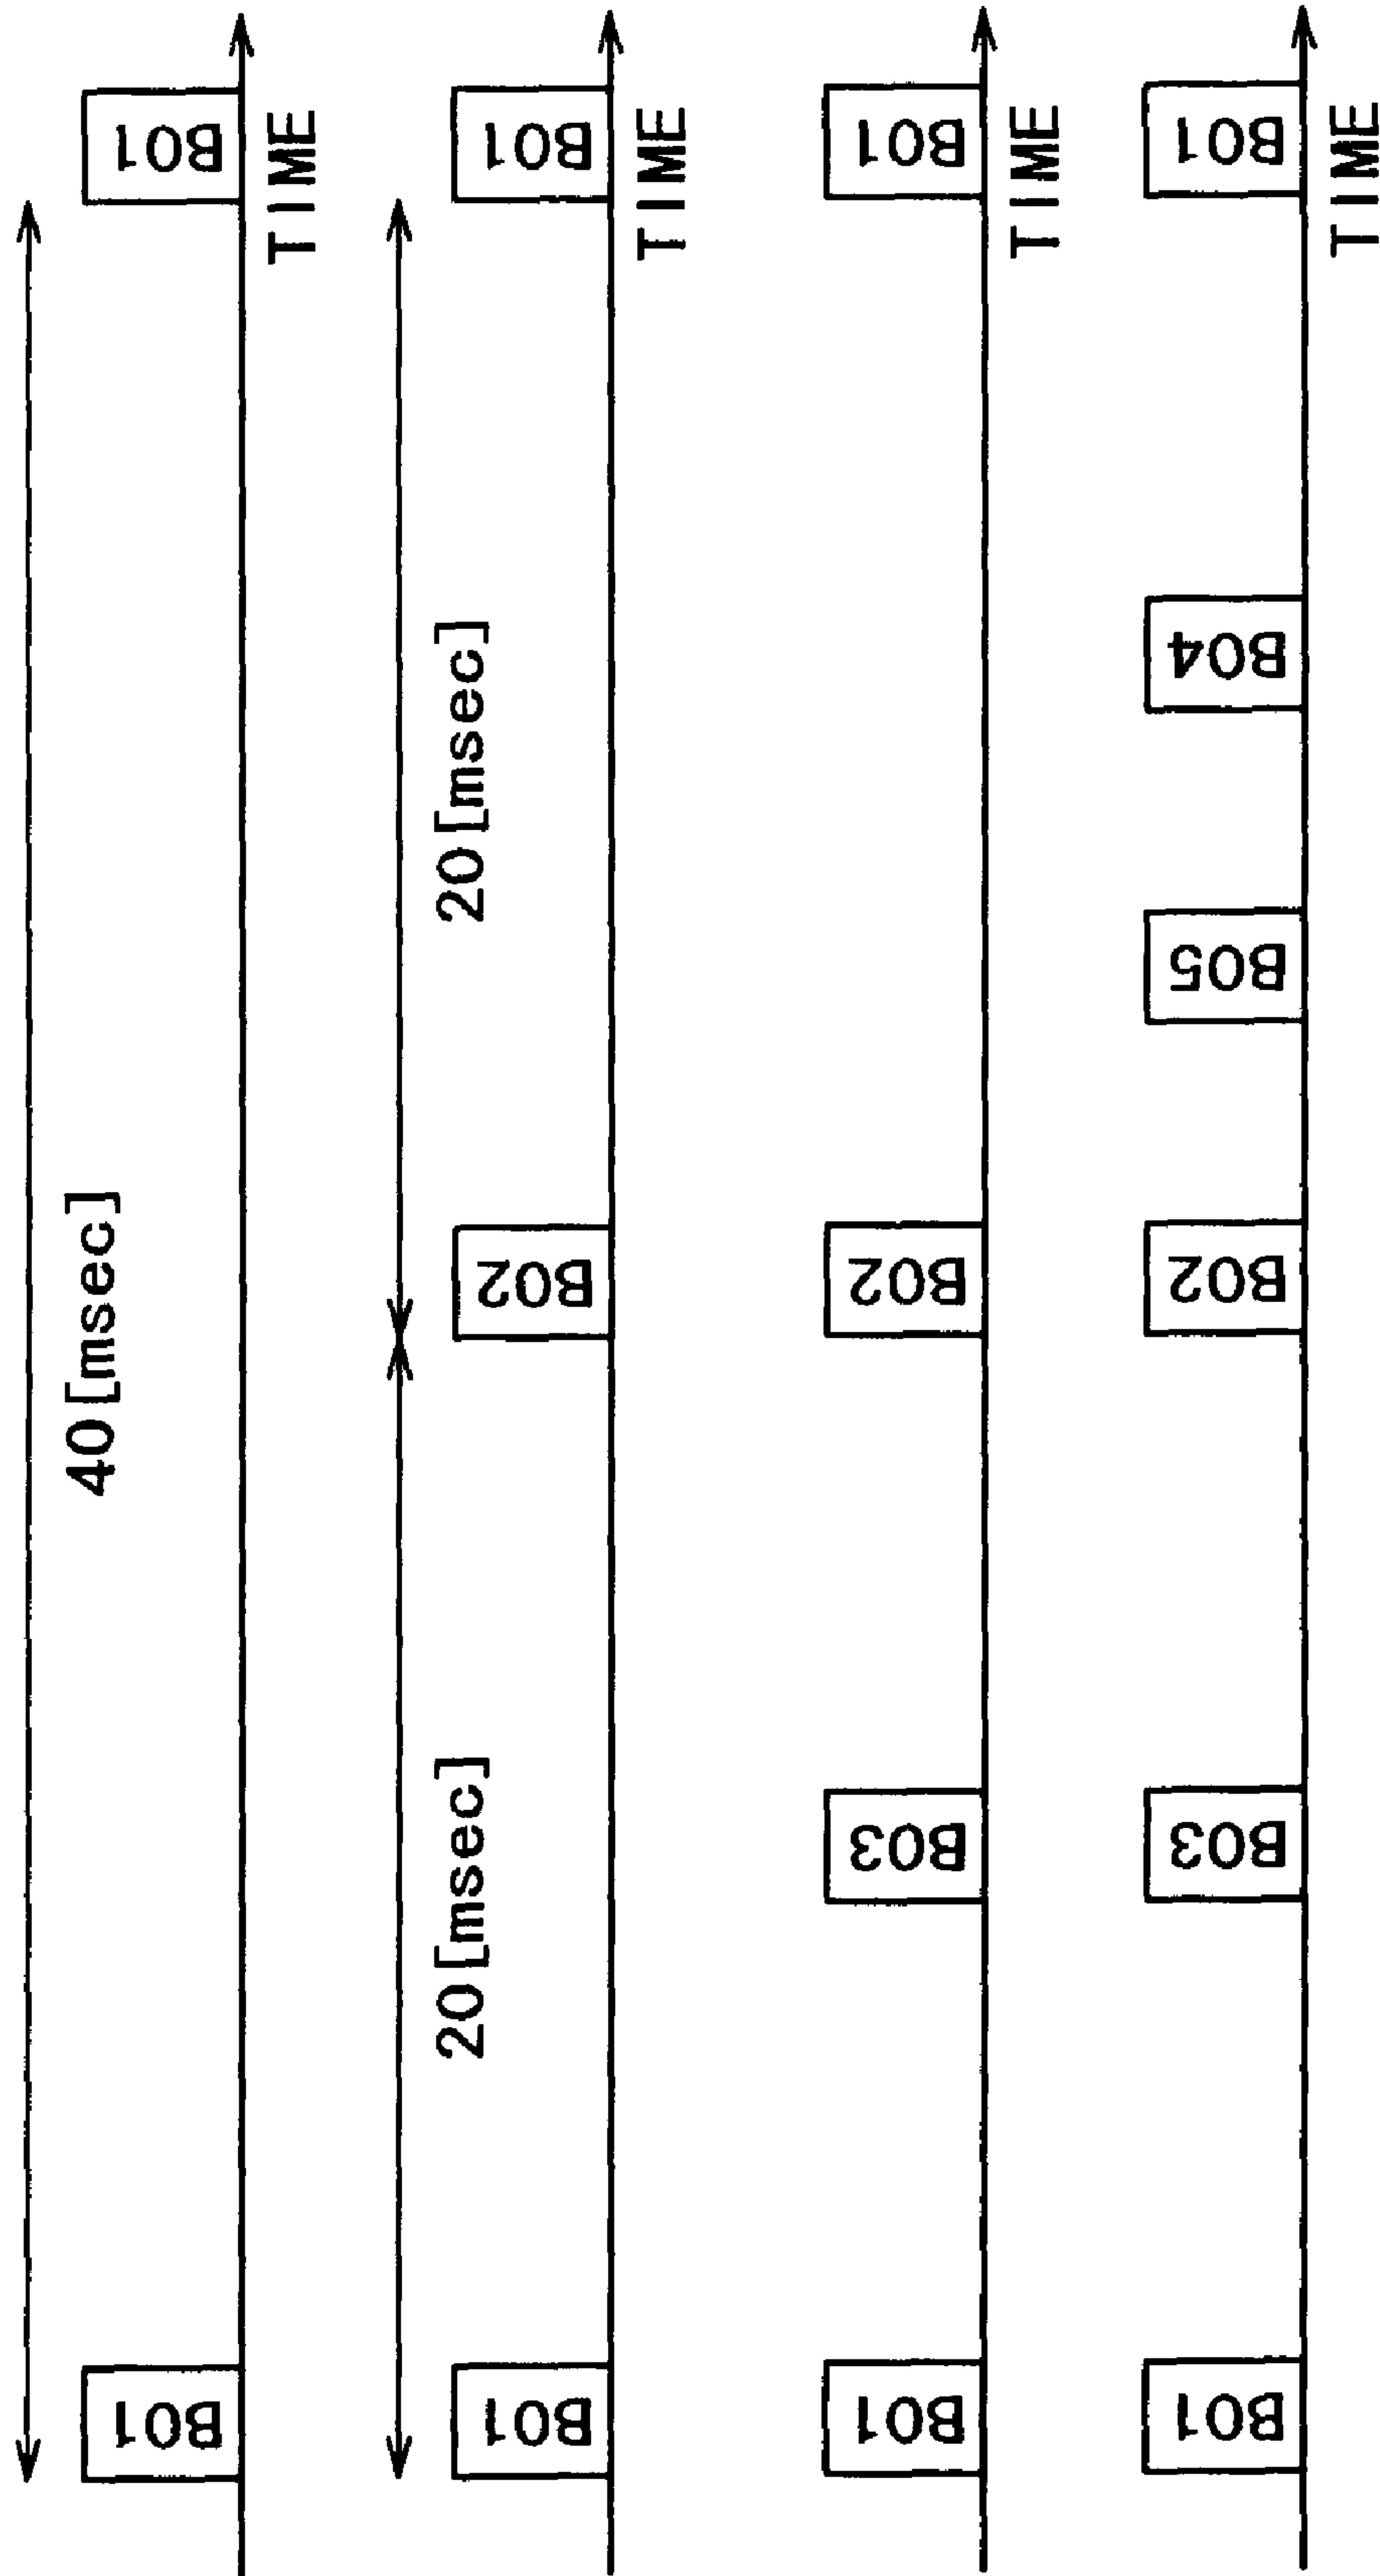 40[msec]
B01 B01
TIME
20[msec] 20[msec]
B01 B02 B01
TIME
B01 B03 B02 B01
TIME
B01 B03 B02 B05 B04 B01
TIME